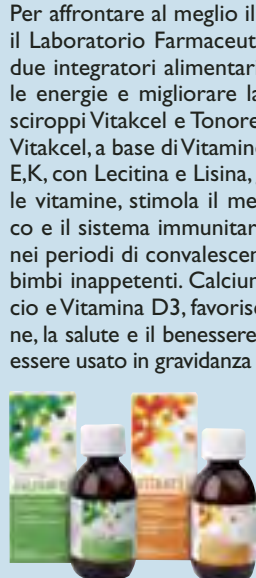 Per affrontare al meglio il
il Laboratorio Farmaceut
due integratori alimentar
le energie e migliorare la
sciroppi Vitakcel e Tonore
Vitakcel, a base di Vitamine
E,K, con Lecitina e Lisina,
le vitamine, stimola il me
co e il sistema immunitar
nei periodi di convalescen
bimbi inappetenti. Calcium
cio e Vitamina D3, favorisc
ne, la salute e il benessere
essere usato in gravidanza